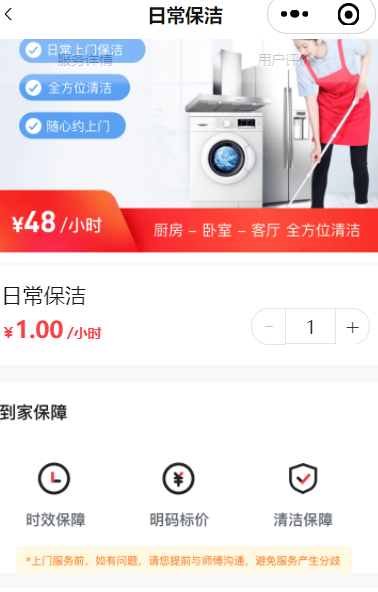 日常保洁
日常上门保洁
服务详情
用户评价
全方位清洁
随心约上门
¥48/小时
厨房 - 卧室 - 客厅 全方位清洁
日常保洁
¥1.00/小时
- 1 +
到家保障
时效保障 明码标价 清洁保障
*上门服务前，如有问题，请您提前与师傅沟通，避免服务产生分歧